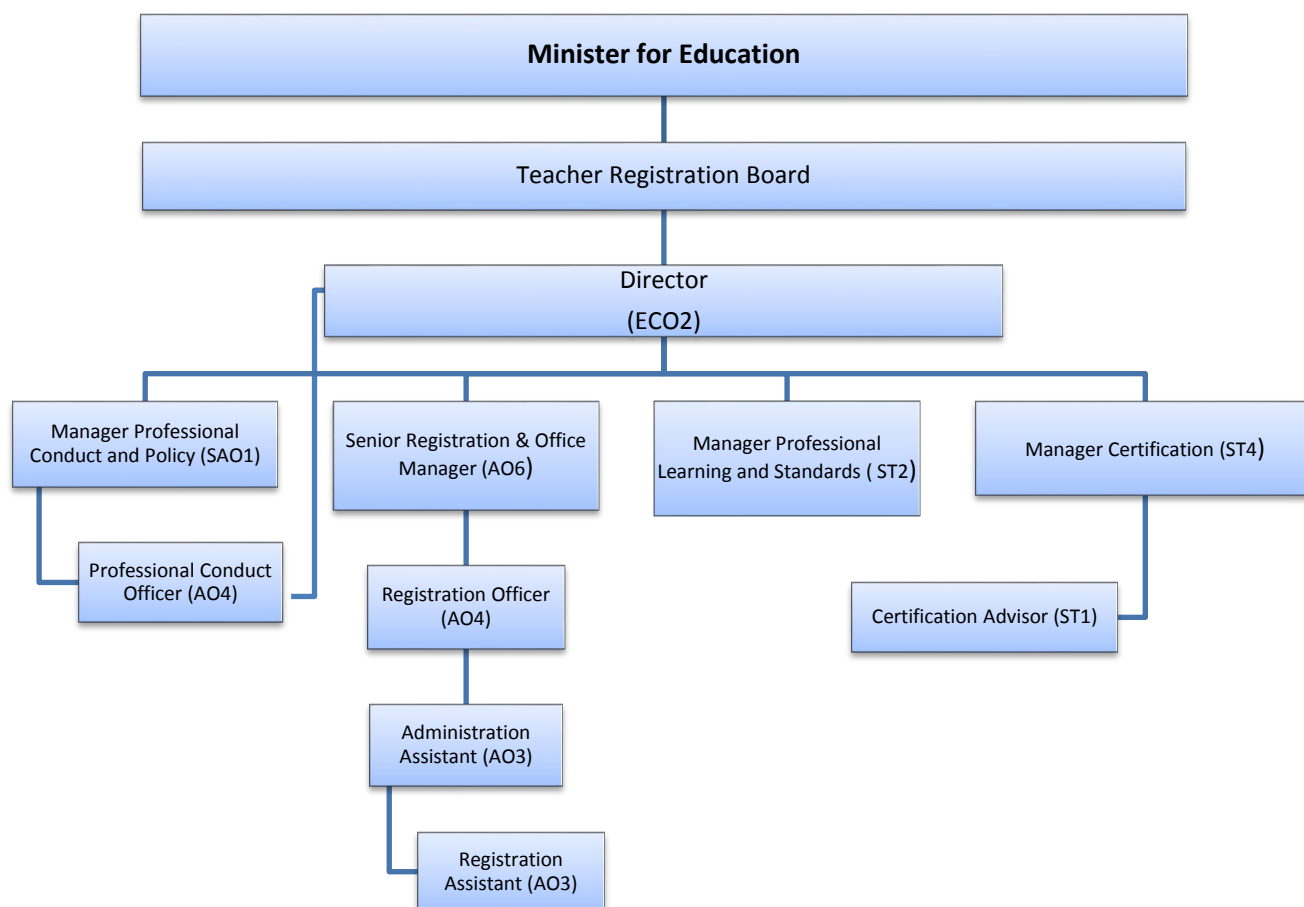 Minister for Education
Teacher Registration Board
Director
(ECO2)
Manager Professional
Conduct and Policy (SAO1)
Senior Registration & Office
Manager (AO6)
Manager Professional
Learning and Standards ( ST2)
Manager Certification (ST4)
Professional Conduct
Officer (AO4)
Registration Officer
(AO4)
Certification Advisor (ST1)
Administration
Assistant (AO3)
Registration
Assistant (AO3)